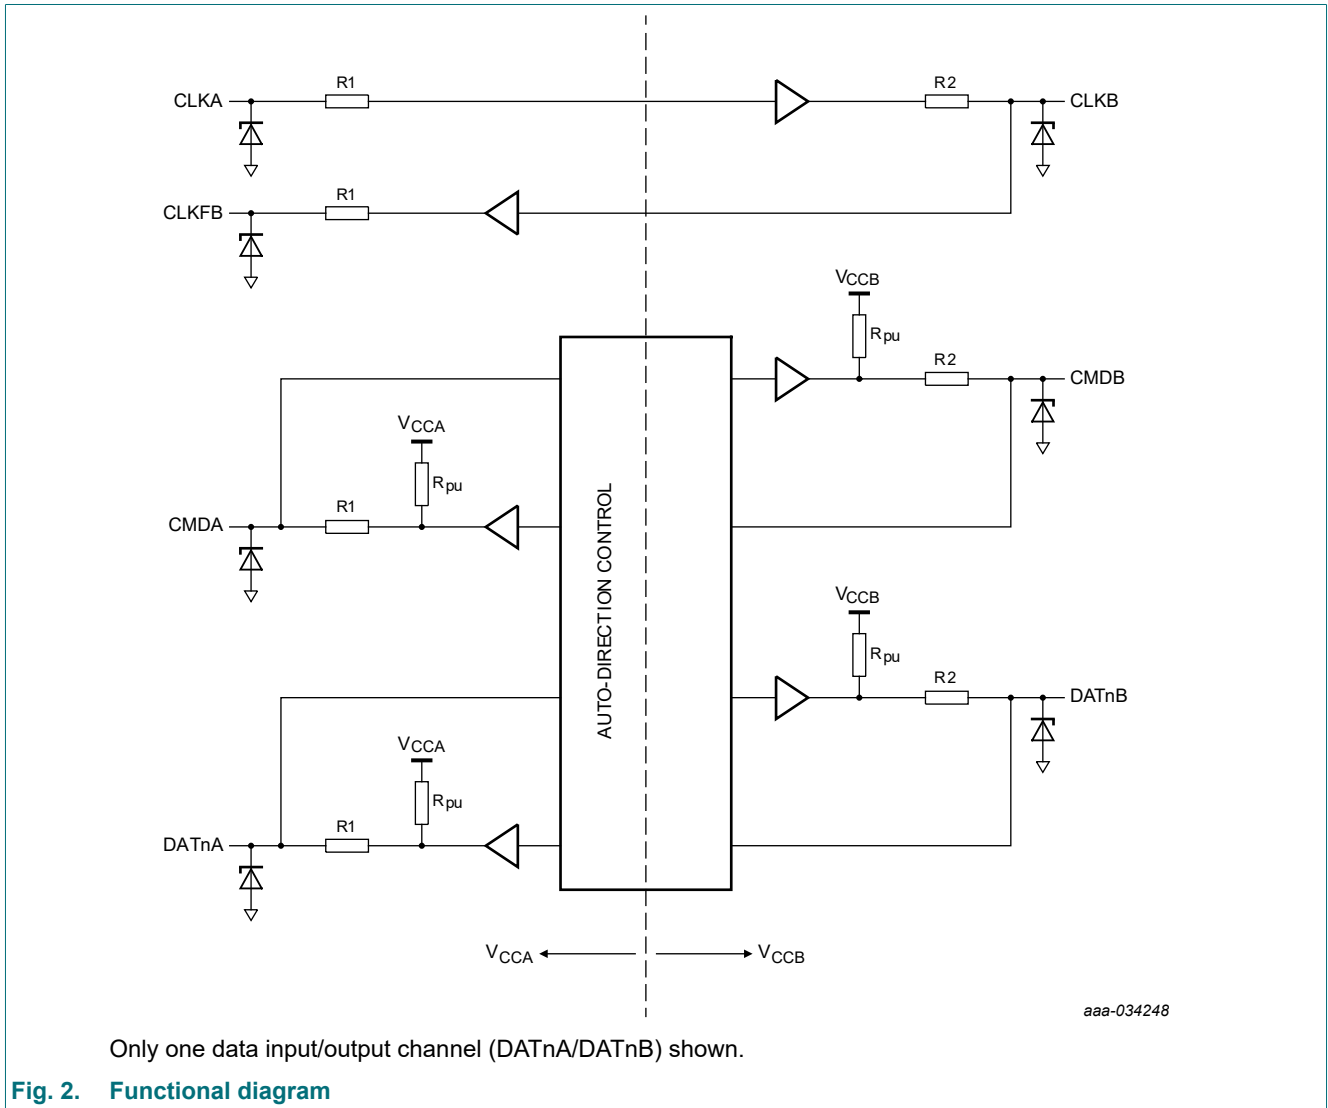 R1
R2
CLKA
CLKB
R1
CLKFB
VCCB
Rpu
R2
CMDB
VCCA
Rpu
R1
CMDA
AUTO-DIRECTION CONTROL
VCCB
Rpu
R2
DATnB
VCCA
Rpu
R1
DATnA
VCCA
VCCB
aaa-034248
Only one data input/output channel (DATnA/DATnB) shown.
Fig. 2. Functional diagram